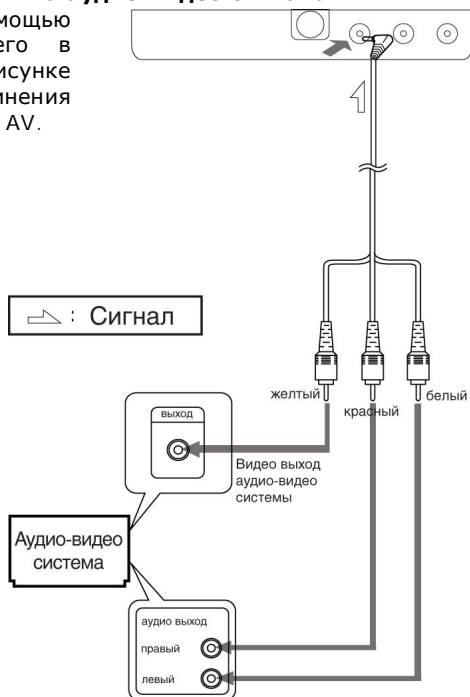 мощью
его в
исунке
инения
AV.
: Сигнал
желтый
красный
белый
выход
Видео выход
аудио-видео
системы
Аудио-видео
система
аудио выход
правый
левый